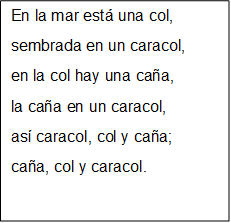 En la mar está una col,
sembrada en un caracol,
en la col hay una caña,
la caña en un caracol,
así caracol, col y caña;
caña, col y caracol.